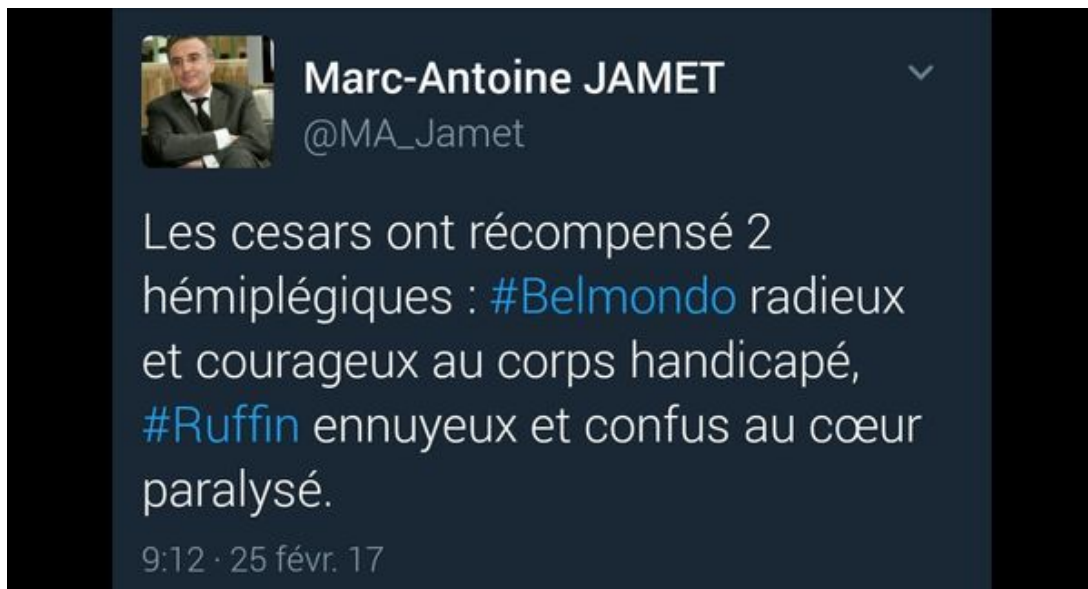 Marc-Antoine JAMET
@MA_Jamet
Les cesars ont récompensé 2
hémiplégiques : #Belmondo radieux
et courageux au corps handicapé,
#Ruffin ennuyeux et confus au cœur
paralysé.
9:12 · 25 févr. 17